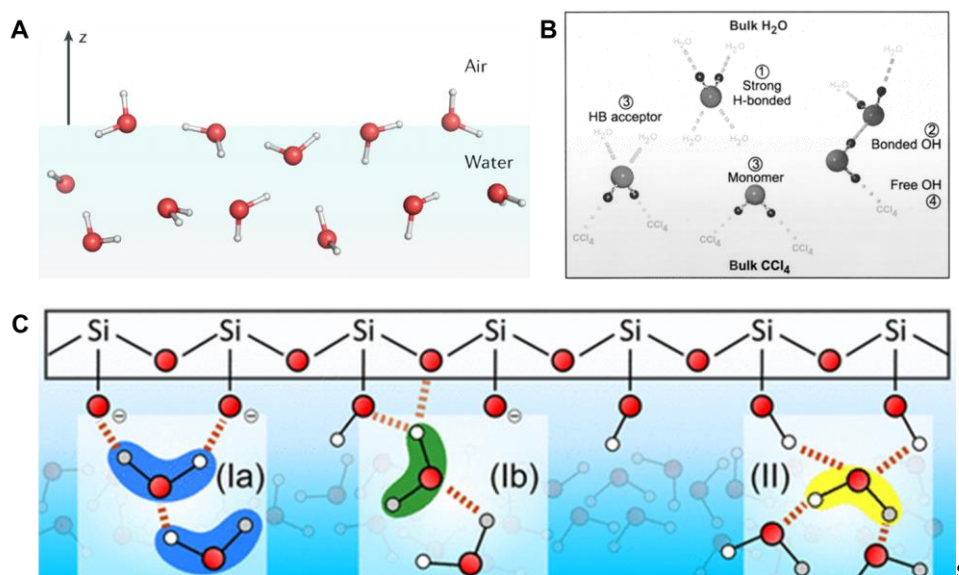 A
z
Air
Water
B
Bulk H₂O
H₂O
H₂O
H₂O
①
Strong
H-bonded
③
HB acceptor
H₂O
H₂O
H₂O
H₂O
H₂O
②
Bonded OH
③
Monomer
Free OH
④
CCl₄
CCl₄
CCl₄
CCl₄
CCl₄
Bulk CCl₄
C
Si Si Si Si Si Si Si
⊖ ⊖ ⊖
(Ia) (Ib) (II)